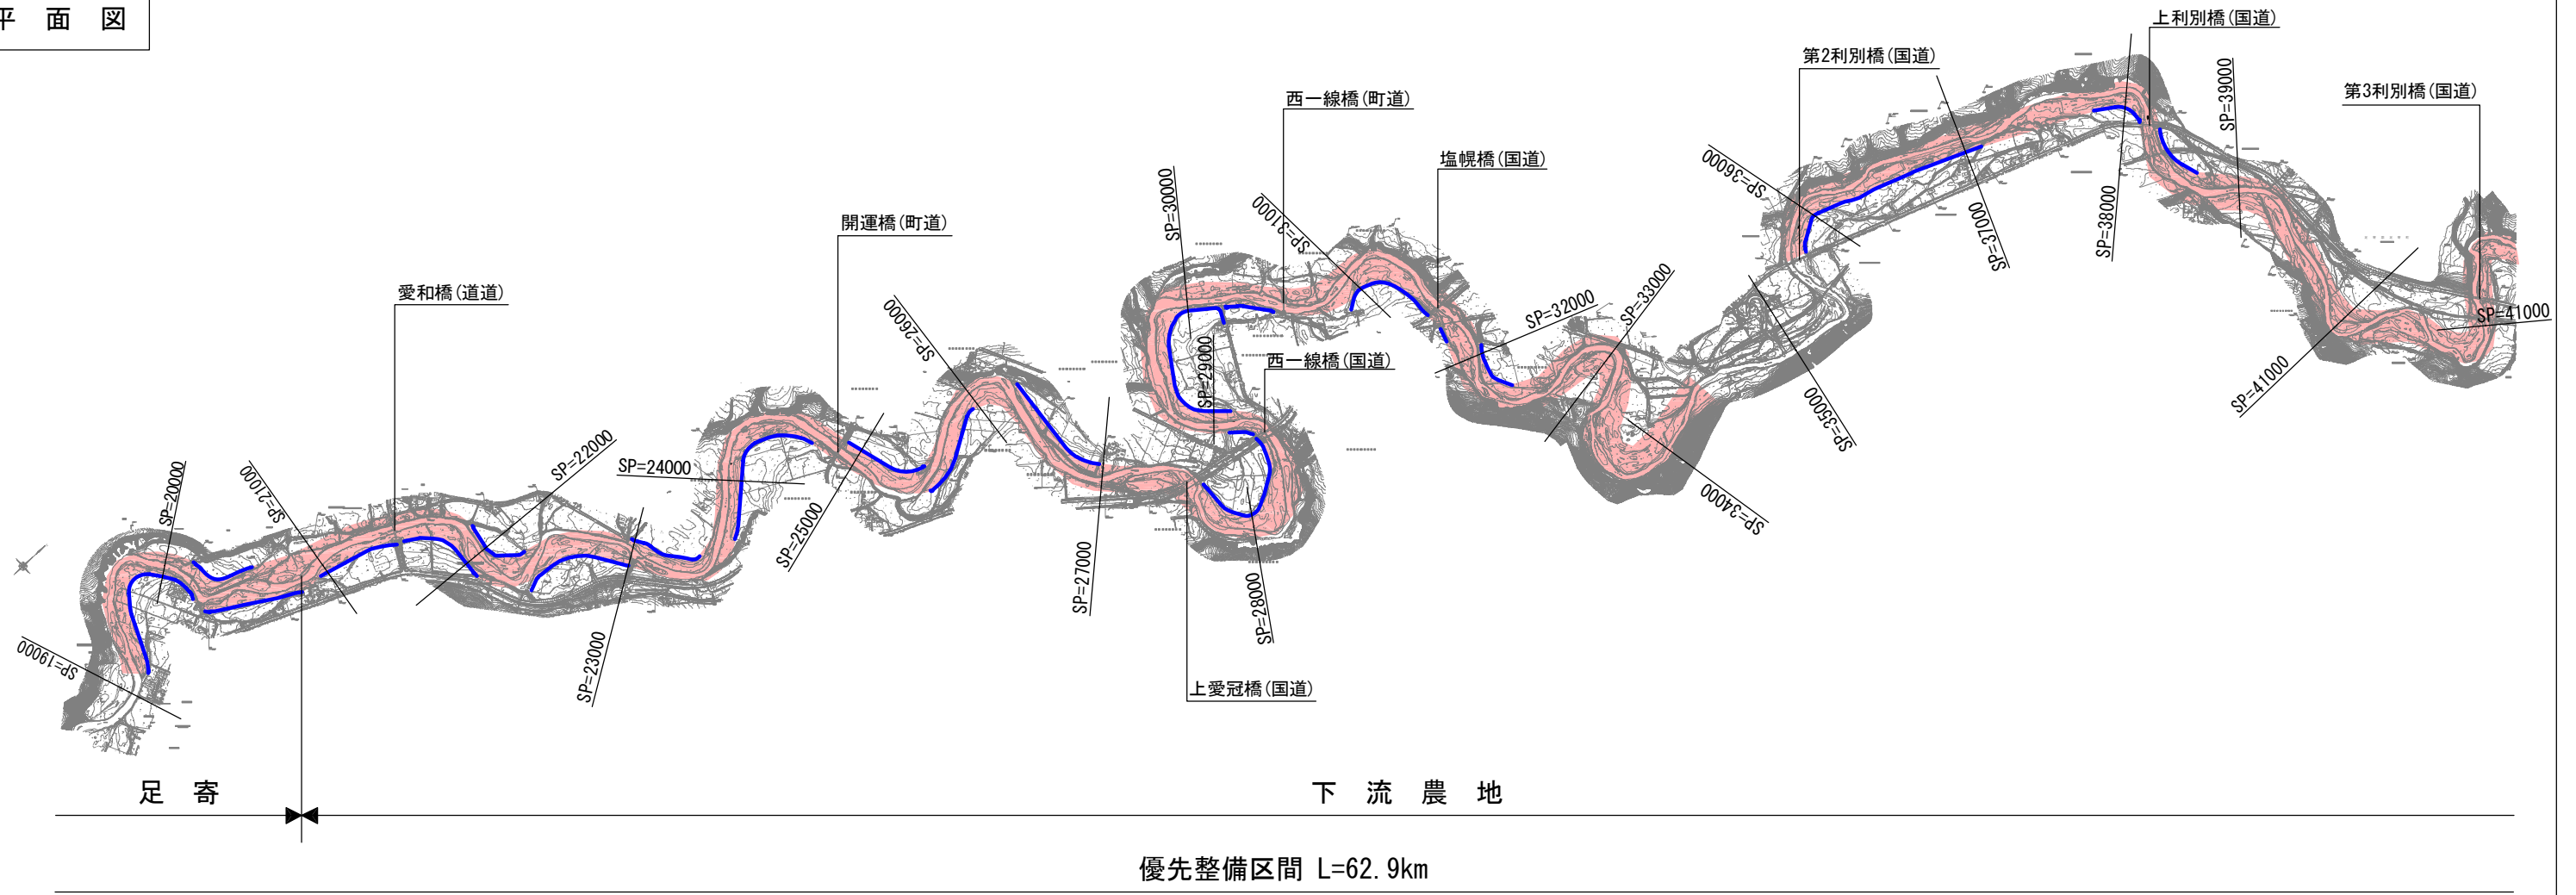 平面図
上利別橋(国道)
第2利別橋(国道)
第3利別橋(国道)
西一線橋(町道)
塩幌橋(国道)
開運橋(町道)
愛和橋(道道)
西一線橋(国道)
上愛冠橋(国道)
SP=19000
SP=20000
SP=21000
SP=22000
SP=23000
SP=24000
SP=25000
SP=26000
SP=27000
SP=28000
SP=29000
SP=30000
SP=31000
SP=32000
SP=33000
SP=34000
SP=35000
SP=36000
SP=37000
SP=38000
SP=39000
SP=41000
SP=41000
足寄
下流農地
優先整備区間 L=62.9km